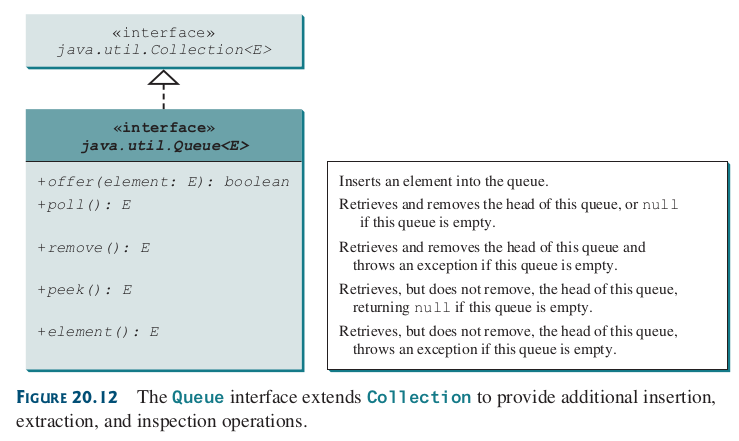 «interface»
java.util.Collection<E>
«interface»
java.util.Queue<E>
+offer(element: E): boolean
Inserts an element into the queue.
+poll(): E
Retrieves and removes the head of this queue, or null
if this queue is empty.
+remove(): E
Retrieves and removes the head of this queue and
throws an exception if this queue is empty.
+peek(): E
Retrieves, but does not remove, the head of this queue,
returning null if this queue is empty.
+element(): E
Retrieves, but does not remove, the head of this queue,
throws an exception if this queue is empty.
FIGURE 20.12 The Queue interface extends Collection to provide additional insertion,
extraction, and inspection operations.